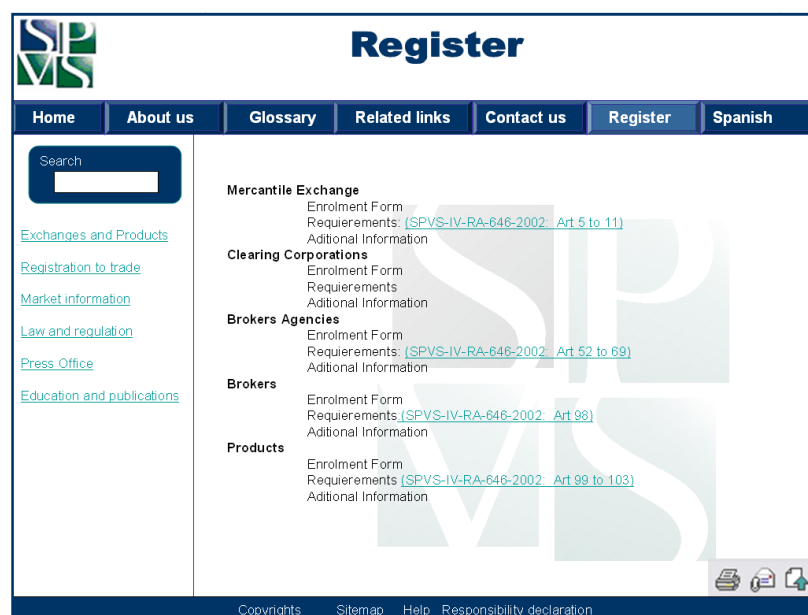 SPVS
Register
Home About us Glossary Related links Contact us Register Spanish
Search
Exchanges and Products
Registration to trade
Market information
Law and regulation
Press Office
Education and publications
Mercantile Exchange
Enrolment Form
Requierements: (SPVS-IV-RA-646-2002: Art 5 to 11)
Aditional Information
Clearing Corporations
Enrolment Form
Requierements
Aditional Information
Brokers Agencies
Enrolment Form
Requierements: (SPVS-IV-RA-646-2002: Art 52 to 69)
Aditional Information
Brokers
Enrolment Form
Requierements (SPVS-IV-RA-646-2002: Art 98)
Aditional Information
Products
Enrolment Form
Requierements (SPVS-IV-RA-646-2002: Art 99 to 103)
Aditional Information
SP
VS
Copyrights Sitemap Help Responsibility declaration